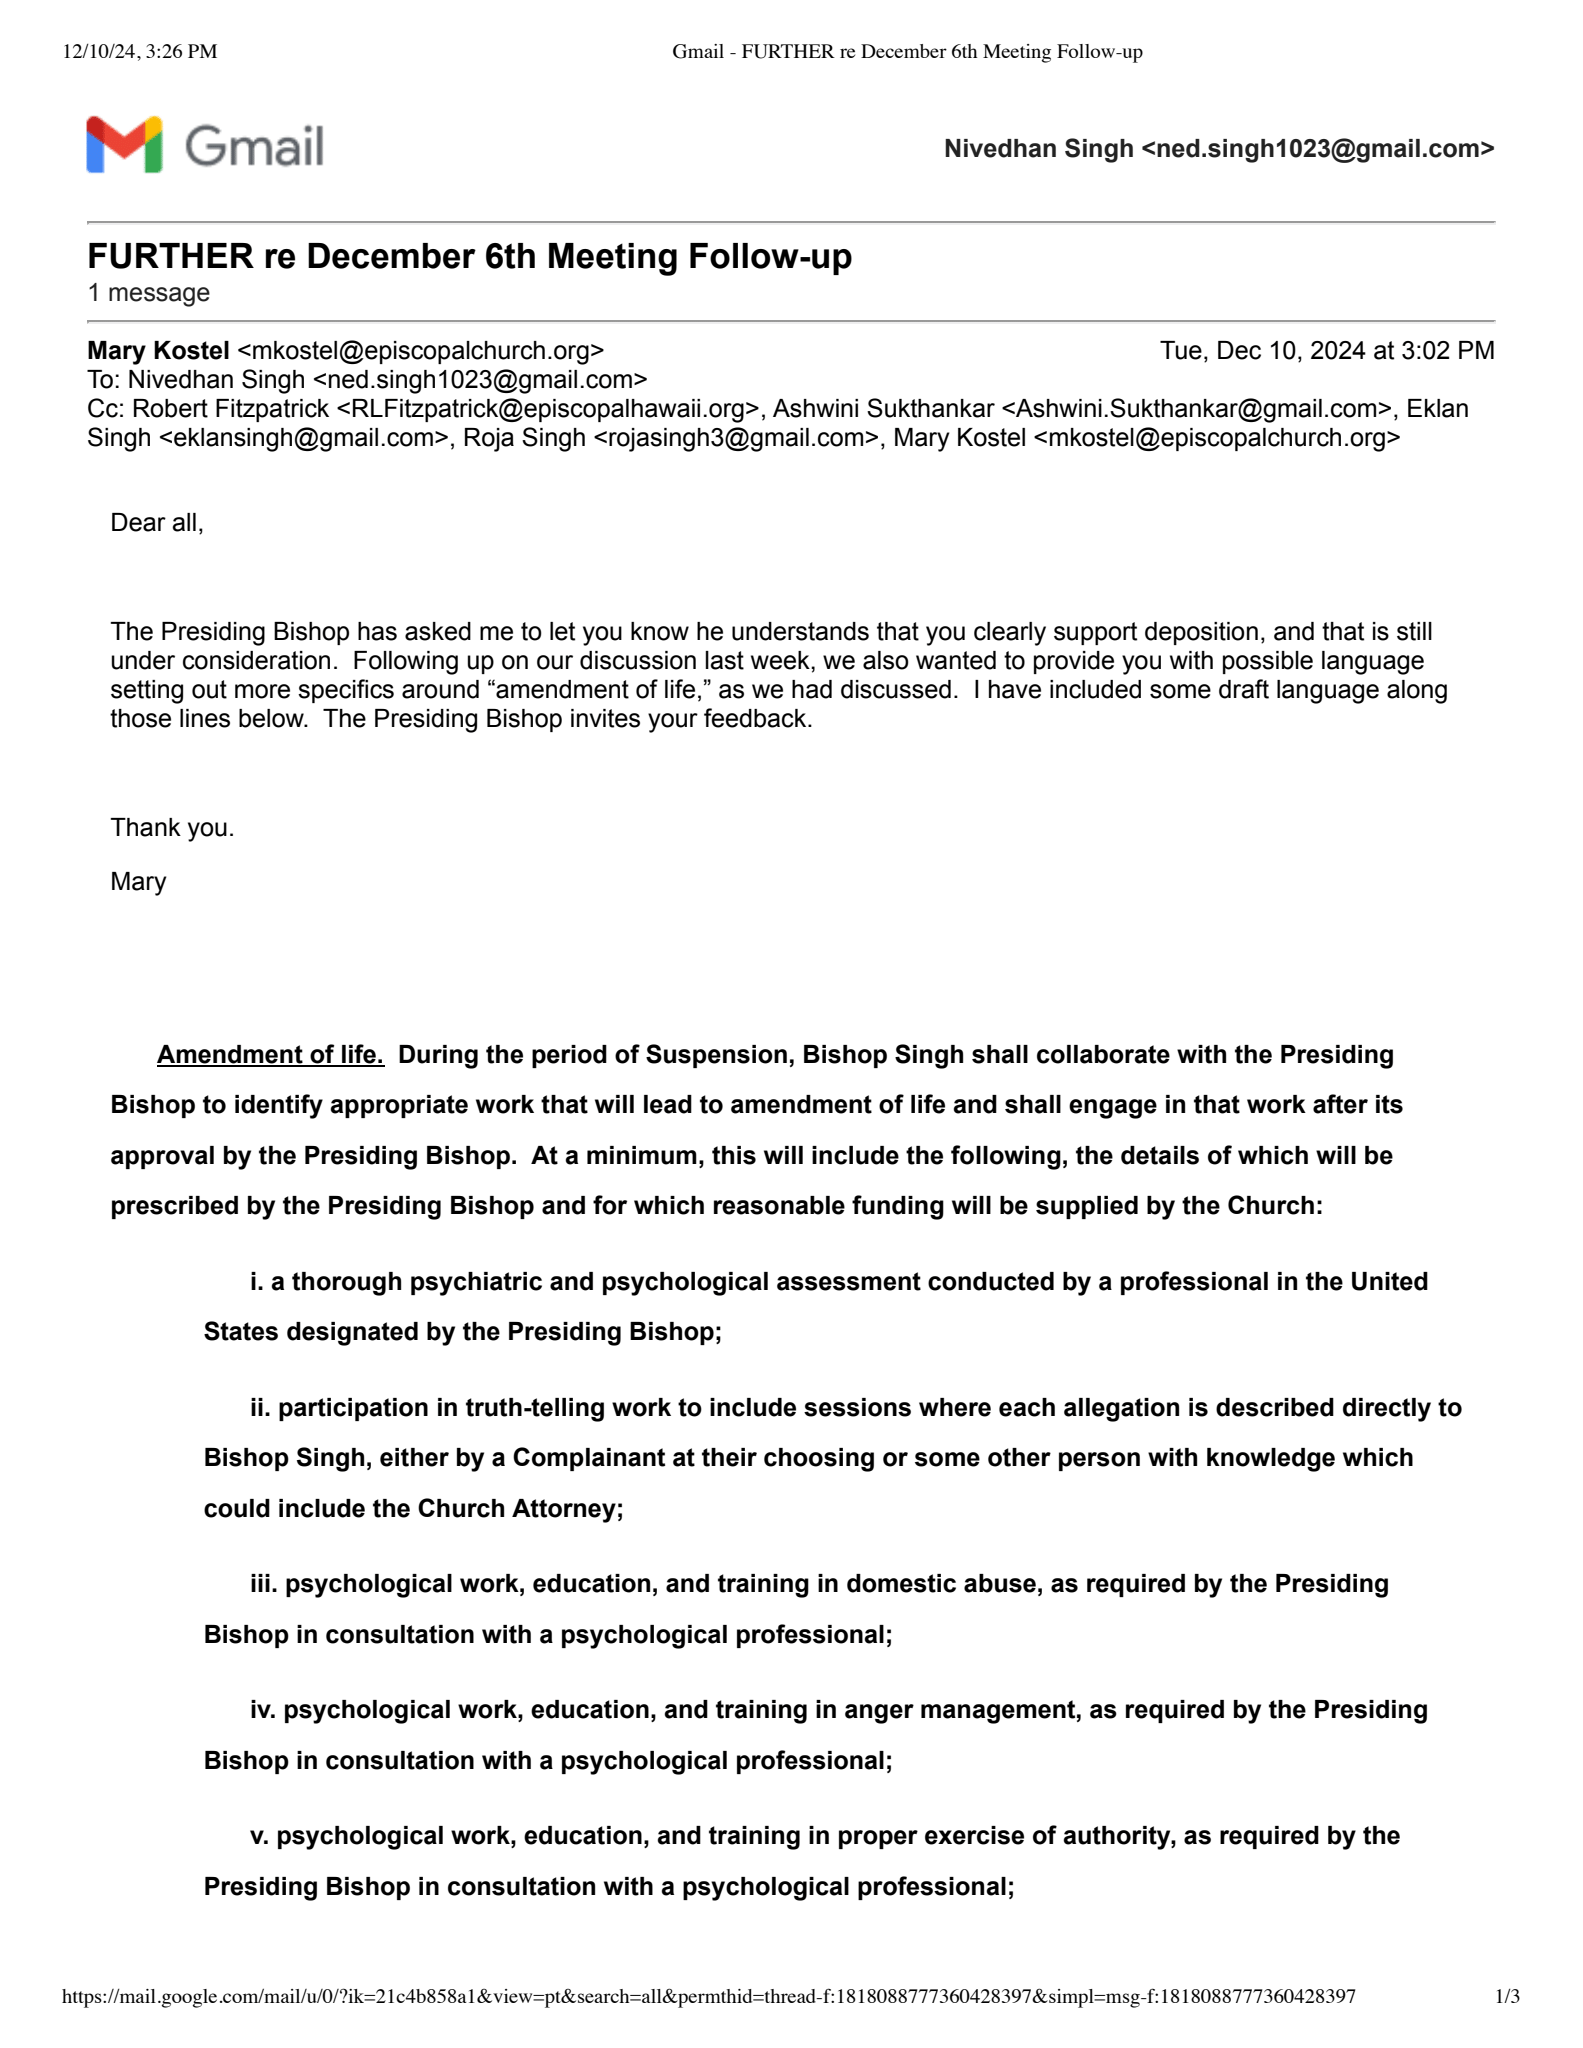 12/10/24, 3:26 PM Gmail - FURTHER re December 6th Meeting Follow-up
Gmail
Nivedhan Singh <ned.singh1023@gmail.com>
FURTHER re December 6th Meeting Follow-up
1 message
Mary Kostel <mkostel@episcopalchurch.org> Tue, Dec 10, 2024 at 3:02 PM
To: Nivedhan Singh <ned.singh1023@gmail.com>
Cc: Robert Fitzpatrick <RLFitzpatrick@episcopalhawaii.org>, Ashwini Sukthankar <Ashwini.Sukthankar@gmail.com>, Eklan
Singh <eklansingh@gmail.com>, Roja Singh <rojasingh3@gmail.com>, Mary Kostel <mkostel@episcopalchurch.org>
Dear all,
The Presiding Bishop has asked me to let you know he understands that you clearly support deposition, and that is still
under consideration.  Following up on our discussion last week, we also wanted to provide you with possible language
setting out more specifics around “amendment of life,” as we had discussed.  I have included some draft language along
those lines below.  The Presiding Bishop invites your feedback.
Thank you.
Mary
Amendment of life.  During the period of Suspension, Bishop Singh shall collaborate with the Presiding
Bishop to identify appropriate work that will lead to amendment of life and shall engage in that work after its
approval by the Presiding Bishop.  At a minimum, this will include the following, the details of which will be
prescribed by the Presiding Bishop and for which reasonable funding will be supplied by the Church:
i. a thorough psychiatric and psychological assessment conducted by a professional in the United
States designated by the Presiding Bishop;
ii. participation in truth-telling work to include sessions where each allegation is described directly to
Bishop Singh, either by a Complainant at their choosing or some other person with knowledge which
could include the Church Attorney;
iii. psychological work, education, and training in domestic abuse, as required by the Presiding
Bishop in consultation with a psychological professional;
iv. psychological work, education, and training in anger management, as required by the Presiding
Bishop in consultation with a psychological professional;
v. psychological work, education, and training in proper exercise of authority, as required by the
Presiding Bishop in consultation with a psychological professional;
https://mail.google.com/mail/u/0/?ik=21c4b858a1&view=pt&search=all&permthid=thread-f:1818088777360428397&simpl=msg-f:1818088777360428397 1/3